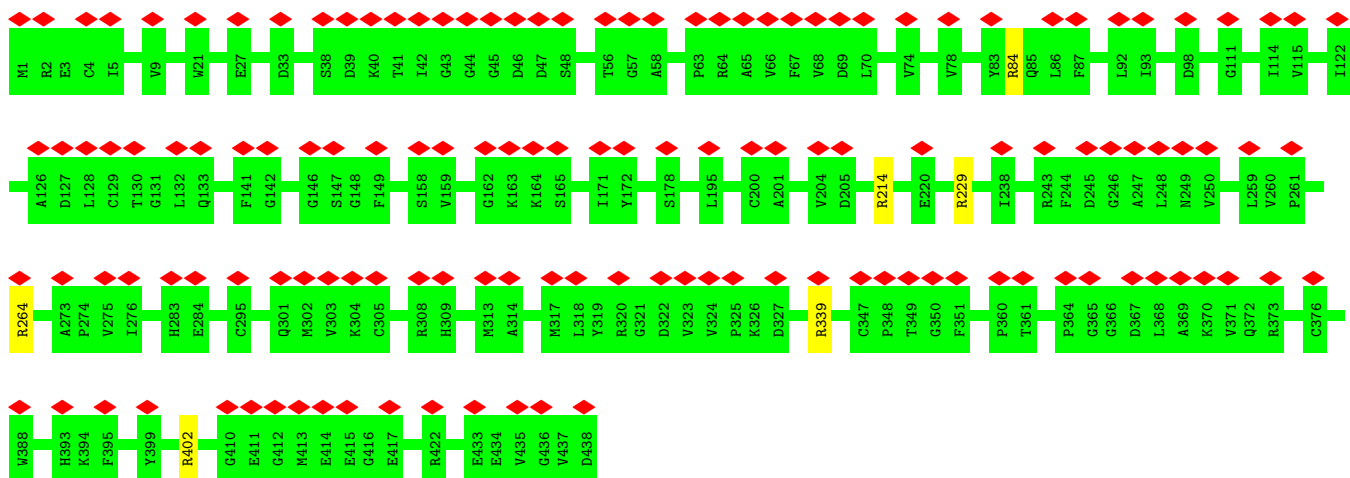 M1 R2 E3 C4 I5 V9 W21 E27 D33 S38 D39 K40 T41 I42 G43 G44 G45 D46 D47 S48 T56 G57 A58 P63 R64 A65 V66 F67 V68 D69 L70 V74 V78 Y83 R84 Q85 L86 F87 L92 I93 D98 G111 I114 V115 I122
A126 D127 L128 C129 T130 G131 L132 Q133 F141 G142 G146 S147 G148 F149 S158 V159 G162 K163 K164 S165 I171 Y172 S178 L195 C200 A201 V204 D205 R214 E220 R229 I238 R243 F244 D245 G246 A247 L248 N249 V250 L259 V260 P261
R264 A273 P274 V275 I276 H283 E284 C295 Q301 M302 V303 K304 C305 R308 H309 M313 A314 M317 L318 Y319 R320 G321 D322 V323 V324 P325 K326 D327 R339 C347 P348 T349 G350 F351 P360 T361 P364 G365 G366 D367 L368 A369 K370 V371 Q372 R373 C376
W388 H393 K394 F395 Y399 R402 G410 E411 G412 M413 E414 E415 G416 E417 R422 E433 E434 V435 G436 V437 D438